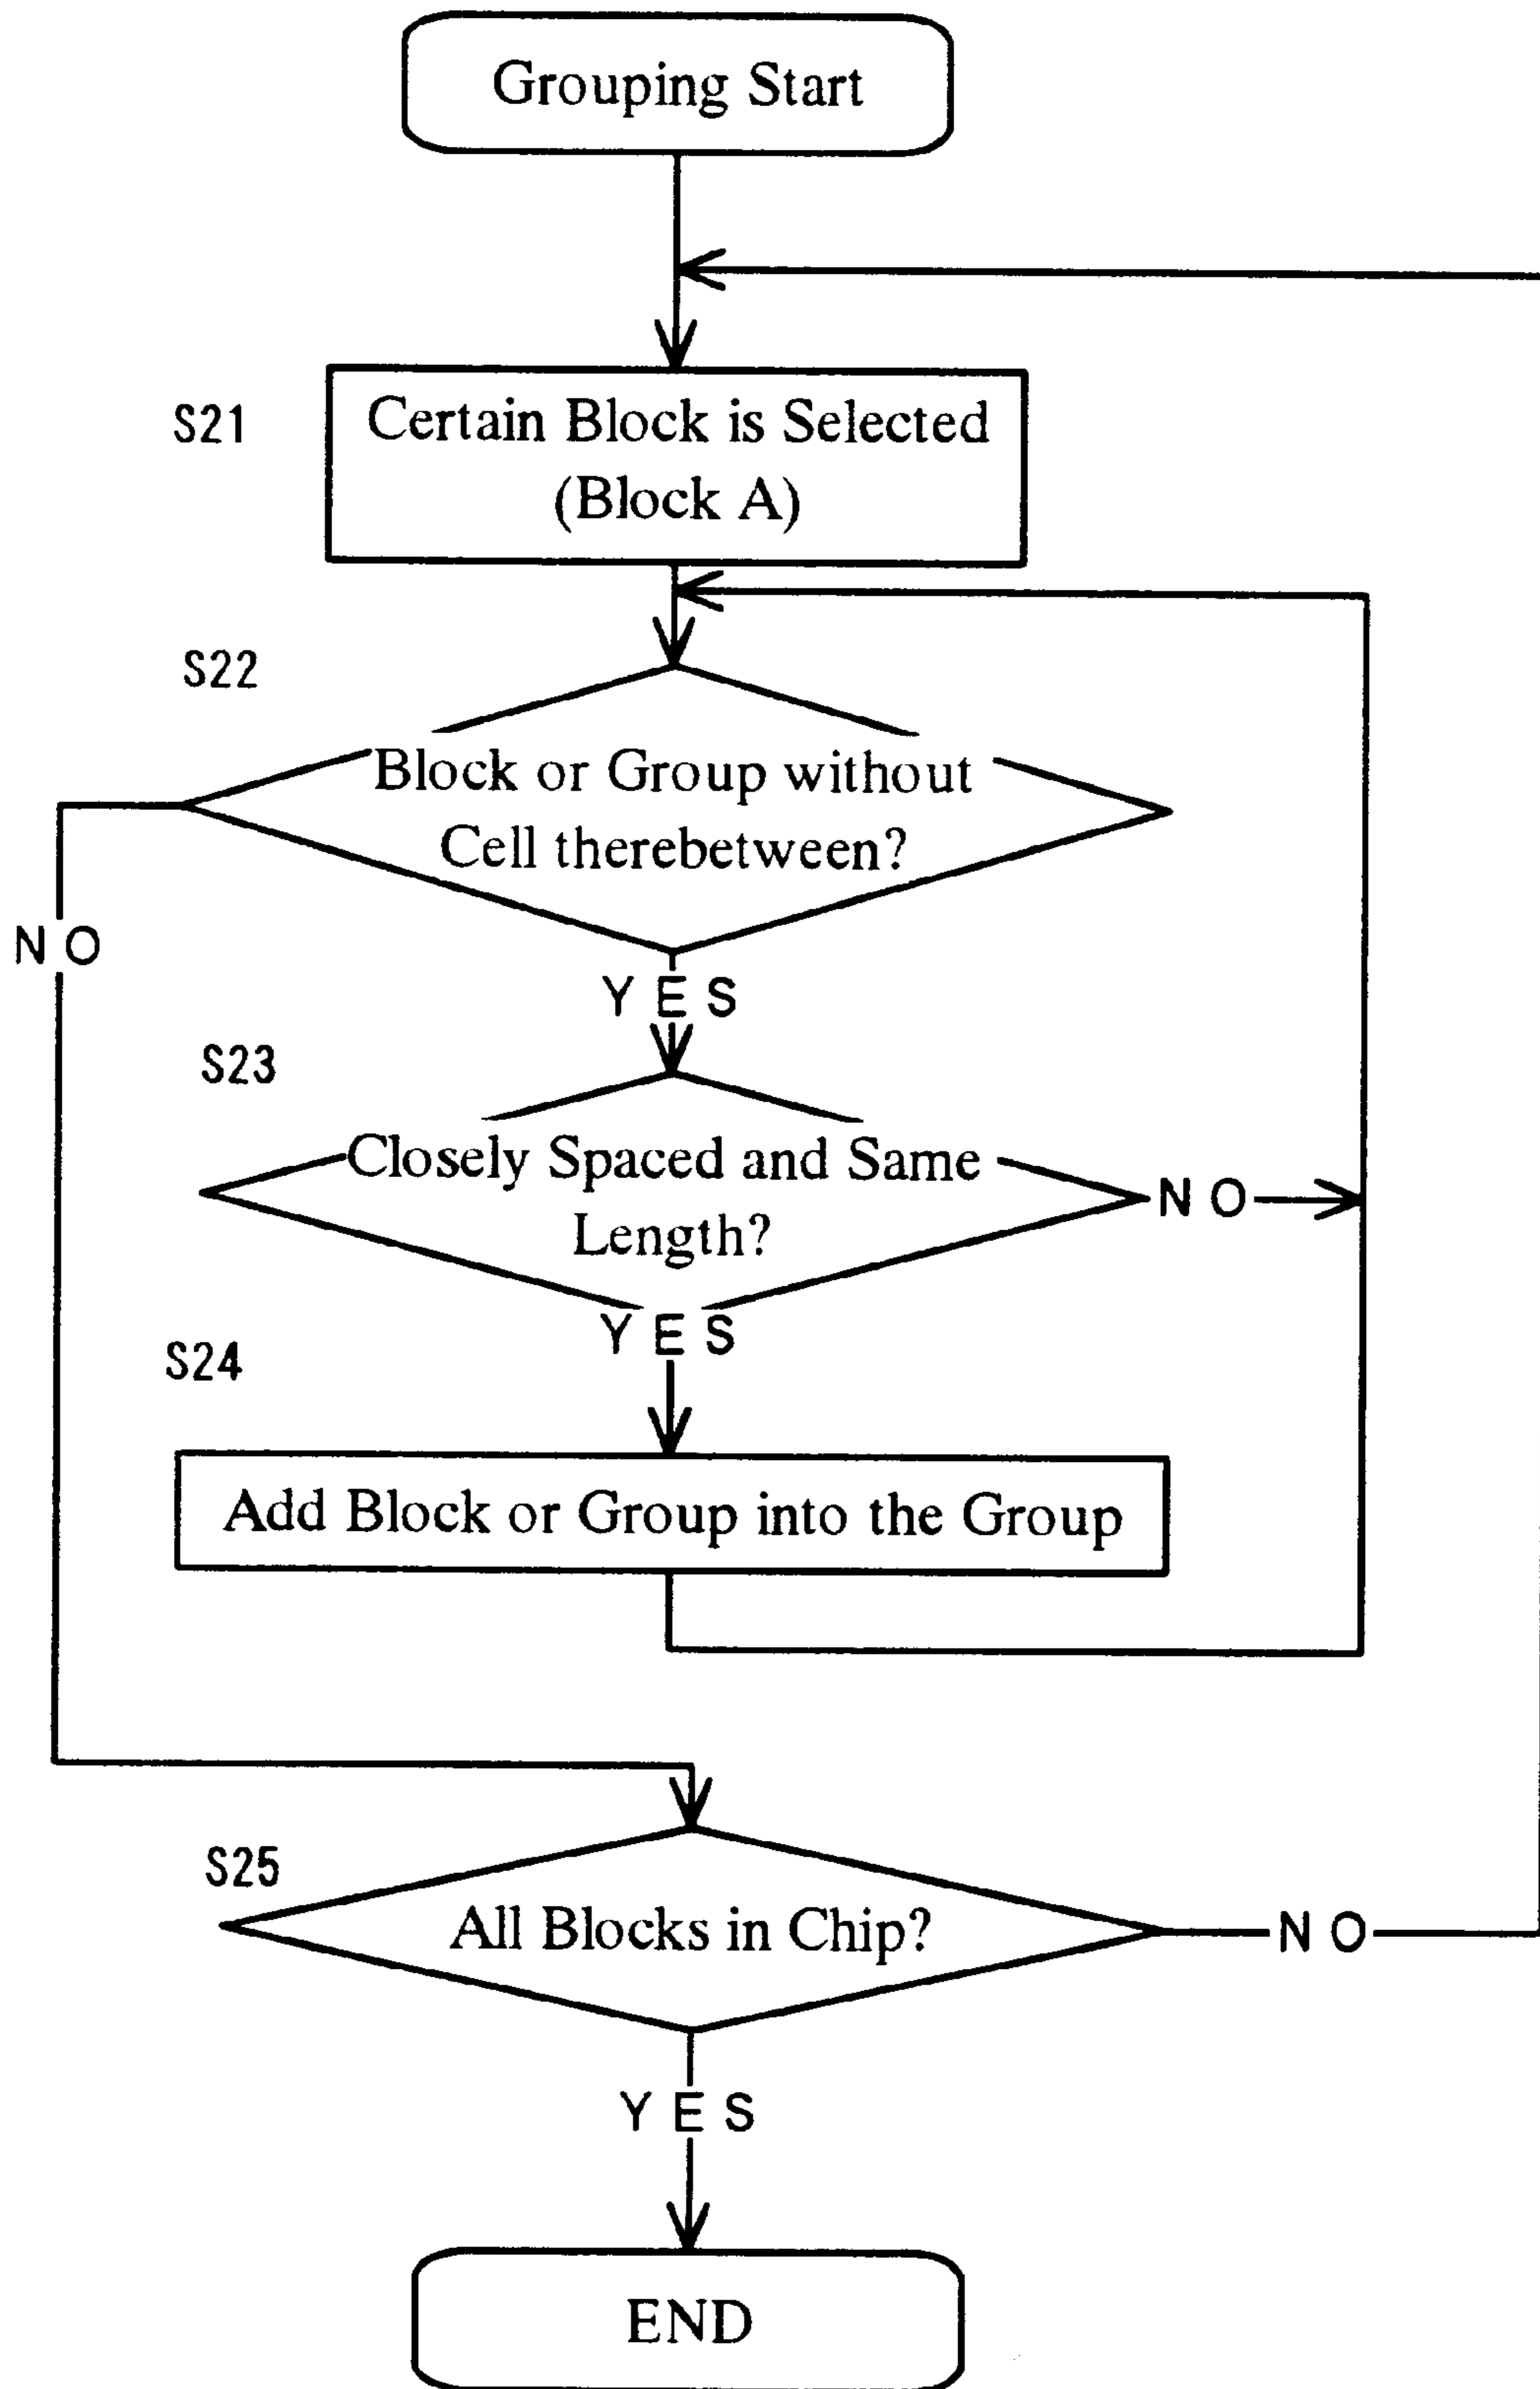 Grouping Start
S21
Certain Block is Selected
(Block A)
S22
Block or Group without
Cell therebetween?
NO
YES
S23
Closely Spaced and Same
Length?
NO
YES
S24
Add Block or Group into the Group
S25
All Blocks in Chip?
NO
YES
END